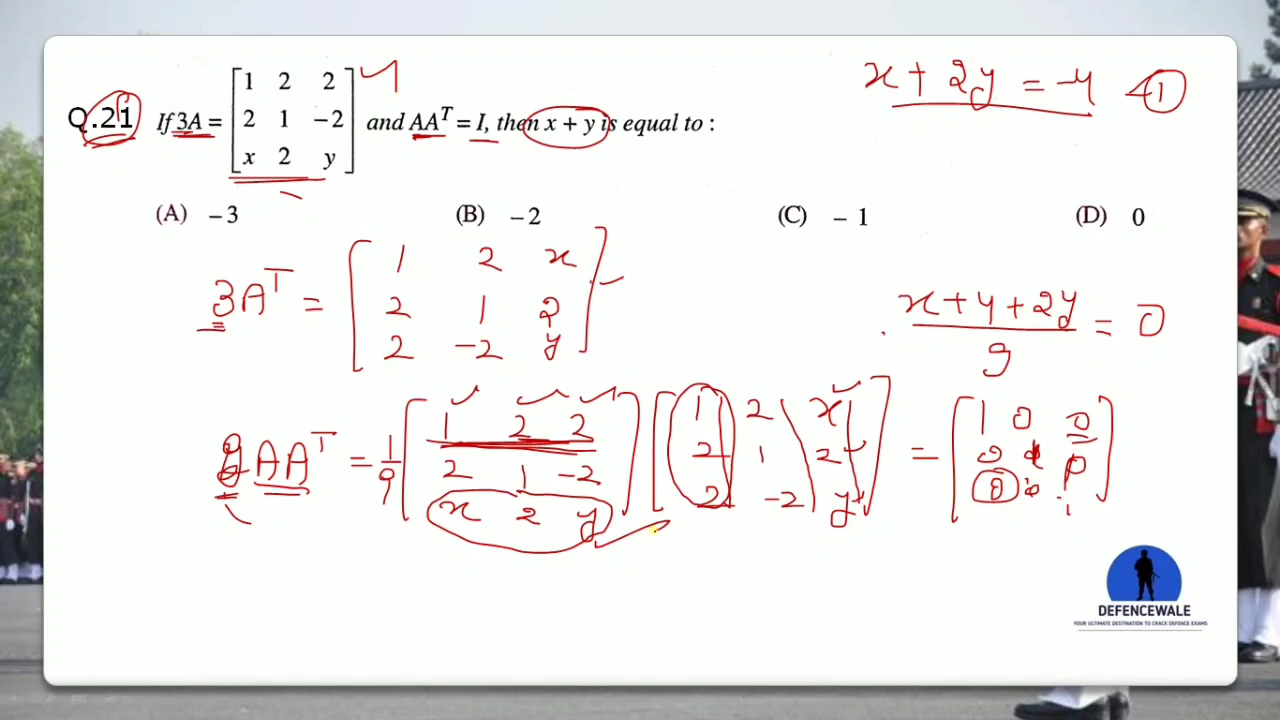 x + 2y = -4 ①
Q.21 If 3A = [1 2 2
2 1 -2
x 2 y] and AAᵀ = I, then x + y is equal to :
(A) -3 (B) -2 (C) -1 (D) 0
3Aᵀ = [1 2 x
2 1 2
2 -2 y]
x + 4 + 2y / 9 = 0
AAᵀ = 1/9 [1 2 2
2 1 -2
x 2 y] [1 2 x
2 1 2
2 -2 y] = [1 0 0
0 1 0
0 0 1]
DEFENCEWALE
YOUR ULTIMATE DESTINATION TO CRACK DEFENCE EXAMS